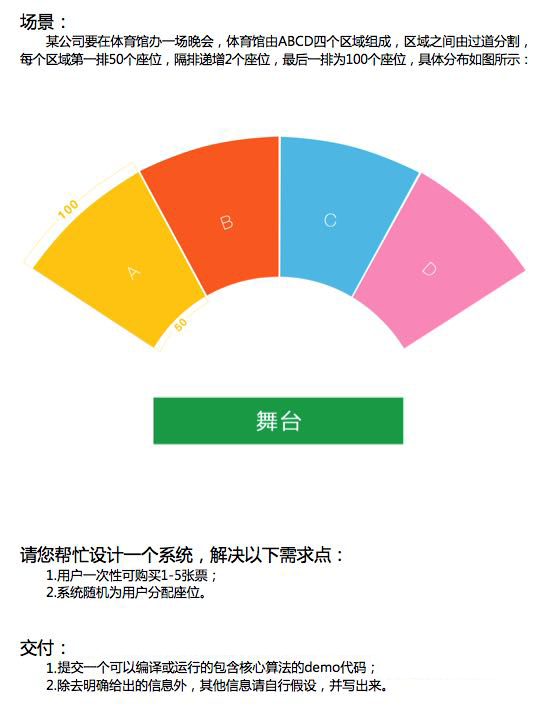 场景：
某公司要在体育馆办一场晚会，体育馆由ABCD四个区域组成，区域之间由过道分割，
每个区域第一排50个座位，隔排递增2个座位，最后一排为100个座位，具体分布如图所示：
100
A
B
C
D
50
舞台
请您帮忙设计一个系统，解决以下需求点：
1.用户一次性可购买1-5张票；
2.系统随机为用户分配座位。
交付：
1.提交一个可以编译或运行的包含核心算法的demo代码；
2.除去明确给出的信息外，其他信息请自行假设，并写出来。